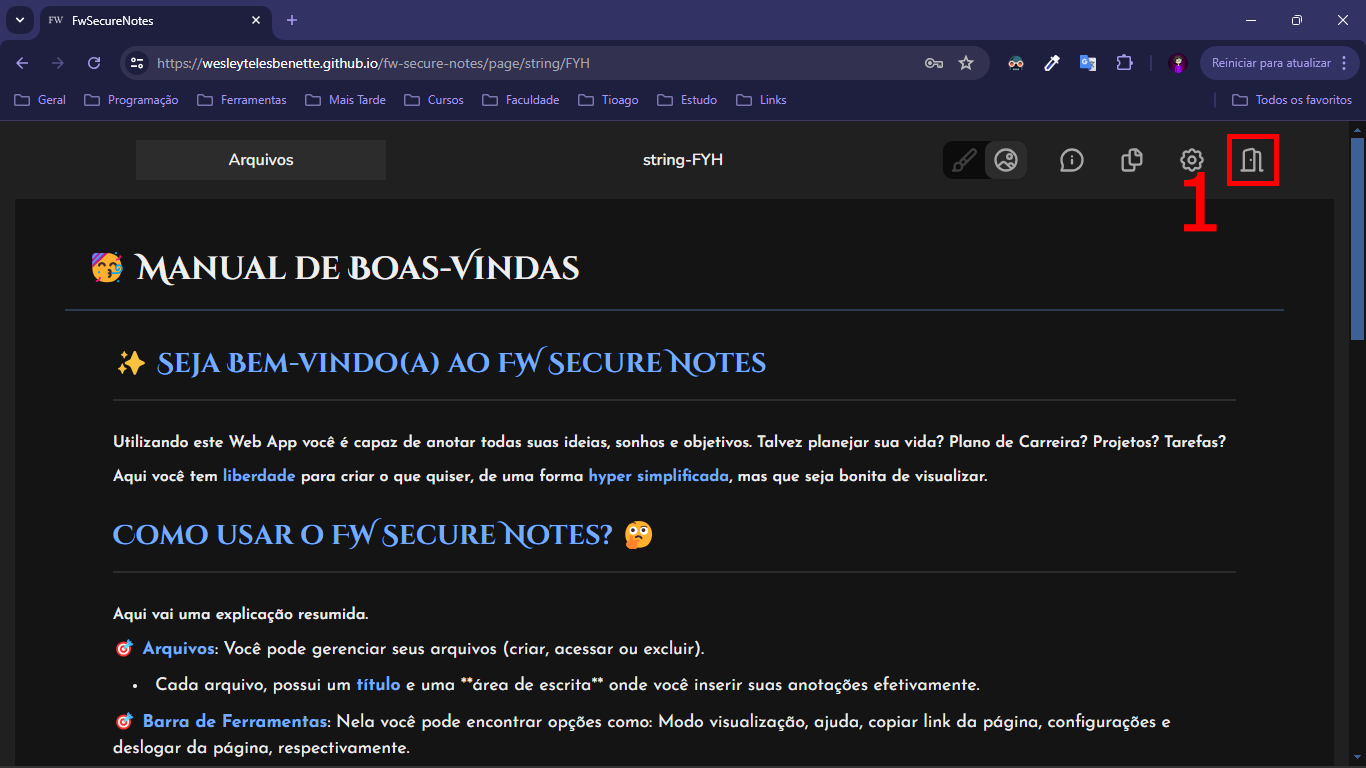 FW FwSecureNotes
https://wesleytelesbenette.github.io/fw-secure-notes/page/string/FYH
Reiniciar para atualizar
Geral Programação Ferramentas Mais Tarde Cursos Faculdade Tioago Estudo Links Todos os favoritos
Arquivos string-FYH
1
Manual de Boas-Vindas
Seja Bem-vindo(a) ao FW Secure Notes
Utilizando este Web App você é capaz de anotar todas suas ideias, sonhos e objetivos. Talvez planejar sua vida? Plano de Carreira? Projetos? Tarefas?
Aqui você tem liberdade para criar o que quiser, de uma forma hyper simplificada, mas que seja bonita de visualizar.
Como usar o FW Secure Notes?
Aqui vai uma explicação resumida.
Arquivos: Você pode gerenciar seus arquivos (criar, acessar ou excluir).
• Cada arquivo, possui um título e uma **área de escrita** onde você inserir suas anotações efetivamente.
Barra de Ferramentas: Nela você pode encontrar opções como: Modo visualização, ajuda, copiar link da página, configurações e
deslogar da página, respectivamente.